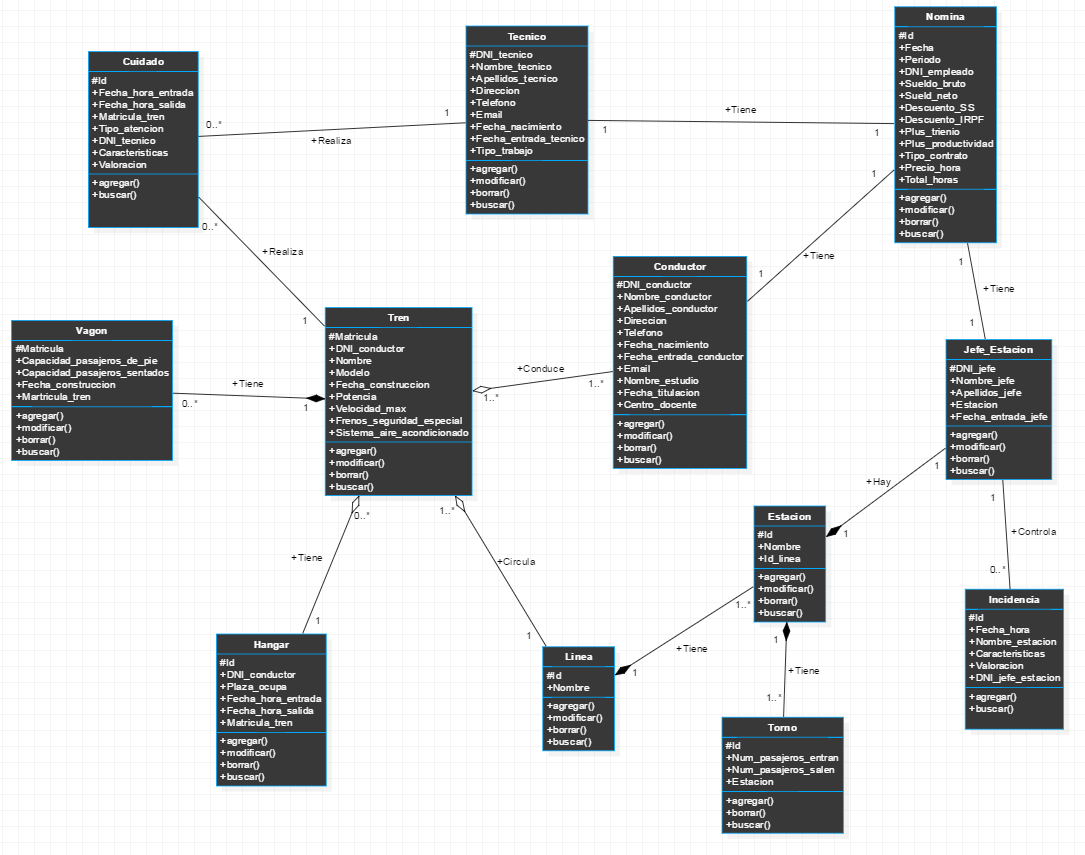 Nomina
#Id
+Fecha
+Periodo
+DNI_empleado
+Sueldo_bruto
+Sueld_neto
+Descuento_SS
+Descuento_IRPF
+Plus_trienio
+Plus_productividad
+Tipo_contrato
+Precio_hora
+Total_horas
+agregar()
+modificar()
+borrar()
+buscar()
Tecnico
#DNI_tecnico
+Nombre_tecnico
+Apellidos_tecnico
+Direccion
+Telefono
+Email
+Fecha_nacimiento
+Fecha_entrada_tecnico
+Tipo_trabajo
+agregar()
+modificar()
+borrar()
+buscar()
Cuidado
#Id
+Fecha_hora_entrada
+Fecha_hora_salida
+Matricula_tren
+Tipo_atencion
+DNI_tecnico
+Caracteristicas
+Valoracion
+agregar()
+buscar()
0..*
+Realiza
1
1
+Tiene
1
0..*
+Realiza
1
1
+Tiene
1
1
+Tiene
1
Conductor
#DNI_conductor
+Nombre_conductor
+Apellidos_conductor
+Direccion
+Telefono
+Fecha_nacimiento
+Fecha_entrada_conductor
+Email
+Nombre_estudio
+Fecha_titulacion
+Centro_docente
+agregar()
+modificar()
+borrar()
+buscar()
Tren
#Matricula
+DNI_conductor
+Nombre
+Modelo
+Fecha_construccion
+Potencia
+Velocidad_max
+Frenos_seguridad_especial
+Sistema_aire_acondicionado
+agregar()
+modificar()
+borrar()
+buscar()
Vagon
#Matricula
+Capacidad_pasajeros_de_pie
+Capacidad_pasajeros_sentados
+Fecha_construccion
+Martricula_tren
+agregar()
+modificar()
+borrar()
+buscar()
+Tiene
0..*
1
+Conduce
1..*
1..*
Jefe_Estacion
#DNI_jefe
+Nombre_jefe
+Apellidos_jefe
+Estacion
+Fecha_entrada_jefe
+agregar()
+modificar()
+borrar()
+buscar()
+Hay
1
1
1
+Controla
0..*
Estacion
#Id
+Nombre
+Id_linea
+agregar()
+modificar()
+borrar()
+buscar()
0..*
+Tiene
1
1..*
+Circula
1
1..*
+Tiene
1
1
+Tiene
1..*
Incidencia
#Id
+Fecha_hora
+Nombre_estacion
+Caracteristicas
+Valoracion
+DNI_jefe_estacion
+agregar()
+buscar()
Hangar
#Id
+DNI_conductor
+Plaza_ocupa
+Fecha_hora_entrada
+Fecha_hora_salida
+Matricula_tren
+agregar()
+modificar()
+borrar()
+buscar()
Linea
#Id
+Nombre
+agregar()
+modificar()
+borrar()
+buscar()
Torno
#Id
+Num_pasajeros_entran
+Num_pasajeros_salen
+Estacion
+agregar()
+borrar()
+buscar()